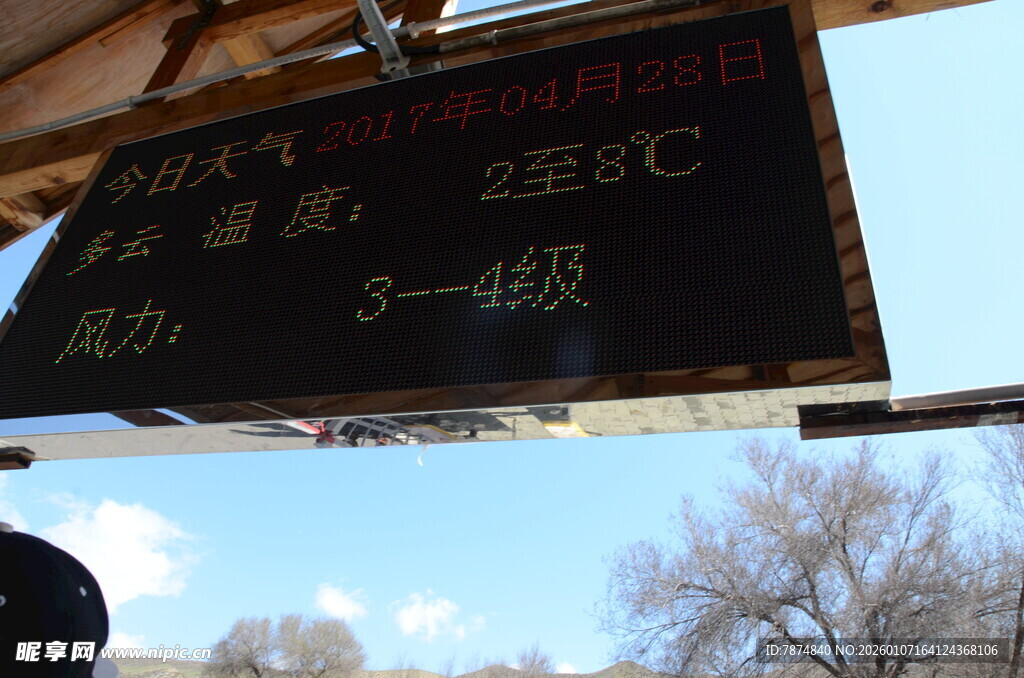 今日天气 2017年04月28日
多云 温 度: 2至8℃
风力: 3—4级
昵享网 www.nipic.cn
ID:7874840 NO:20260107164124368106